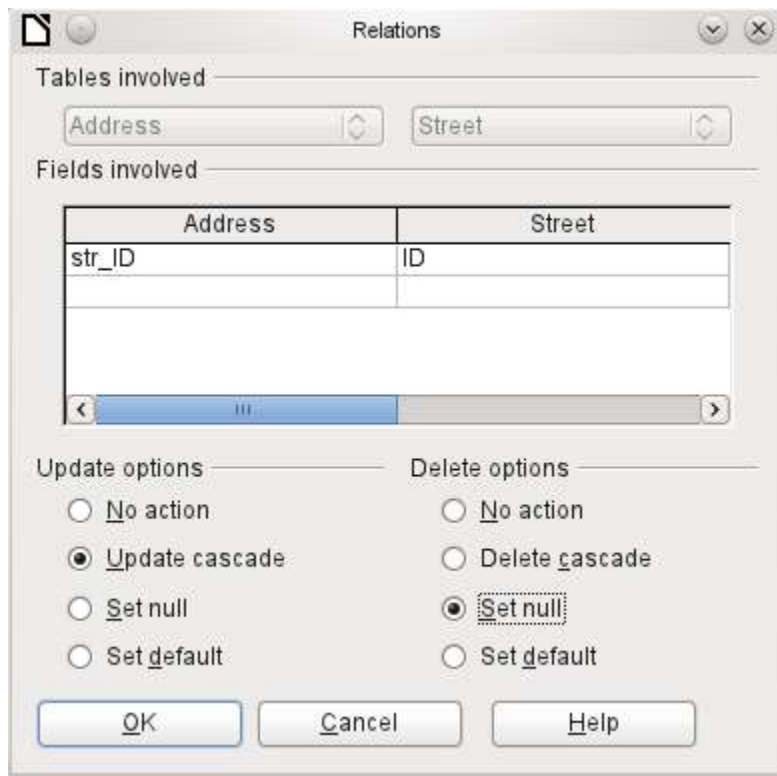 Relations
Tables involved
Address Street
Fields involved
Address Street
str_ID ID
Update options Delete options
No action No action
Update cascade Delete cascade
Set null Set null
Set default Set default
OK Cancel Help